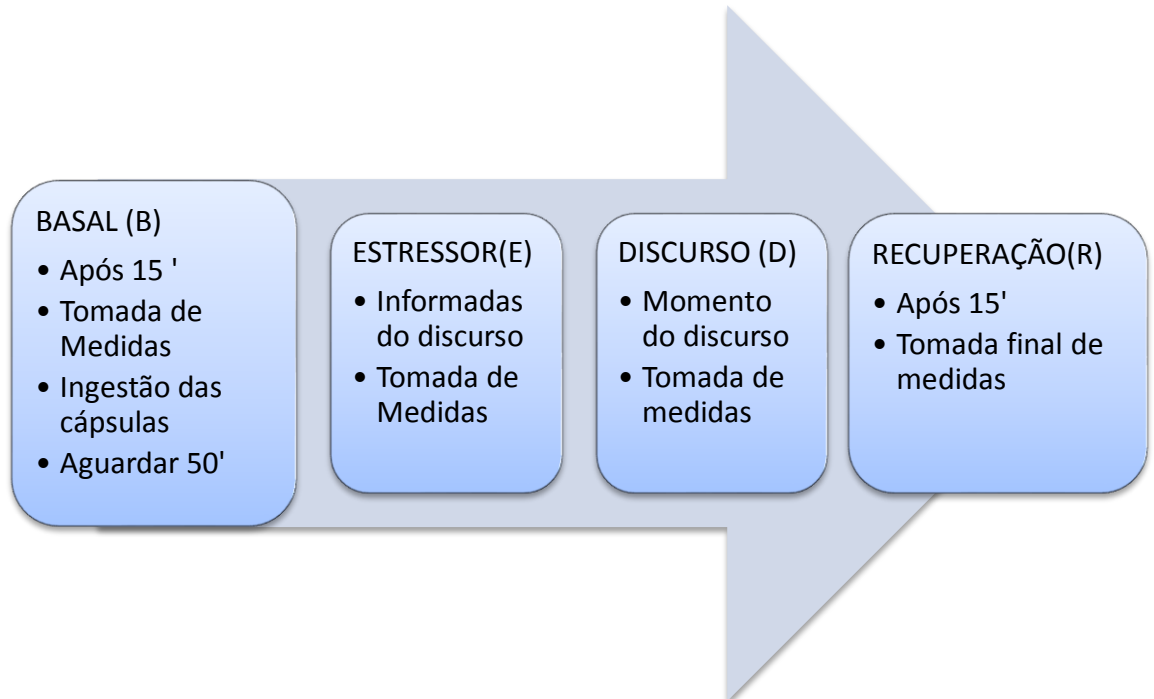 BASAL (B)
• Após 15 '
• Tomada de
Medidas
• Ingestão das
cápsulas
• Aguardar 50'
ESTRESSOR(E)
• Informadas
do discurso
• Tomada de
Medidas
DISCURSO (D)
• Momento
do discurso
• Tomada de
medidas
RECUPERAÇÃO(R)
• Após 15'
• Tomada final de
medidas